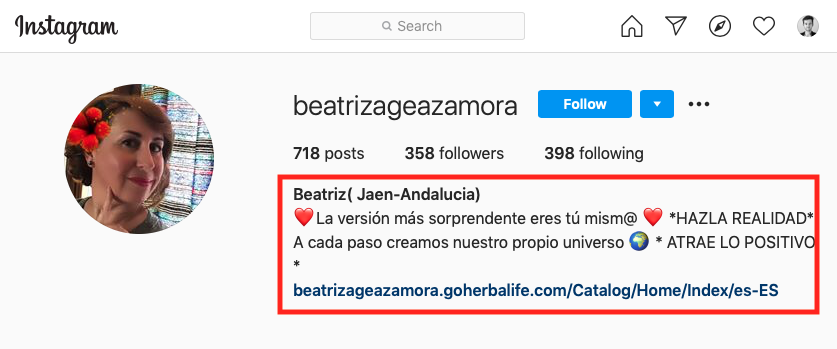 Instagram
Search
beatrizageazamora
Follow
718 posts 358 followers 398 following
Beatriz( Jaen-Andalucia)
❤️La versión más sorprendente eres tú mism@ ❤️ *HAZLA REALIDAD*
A cada paso creamos nuestro propio universo 🌍 * ATRAE LO POSITIVO
*
beatrizageazamora.goherbalife.com/Catalog/Home/Index/es-ES